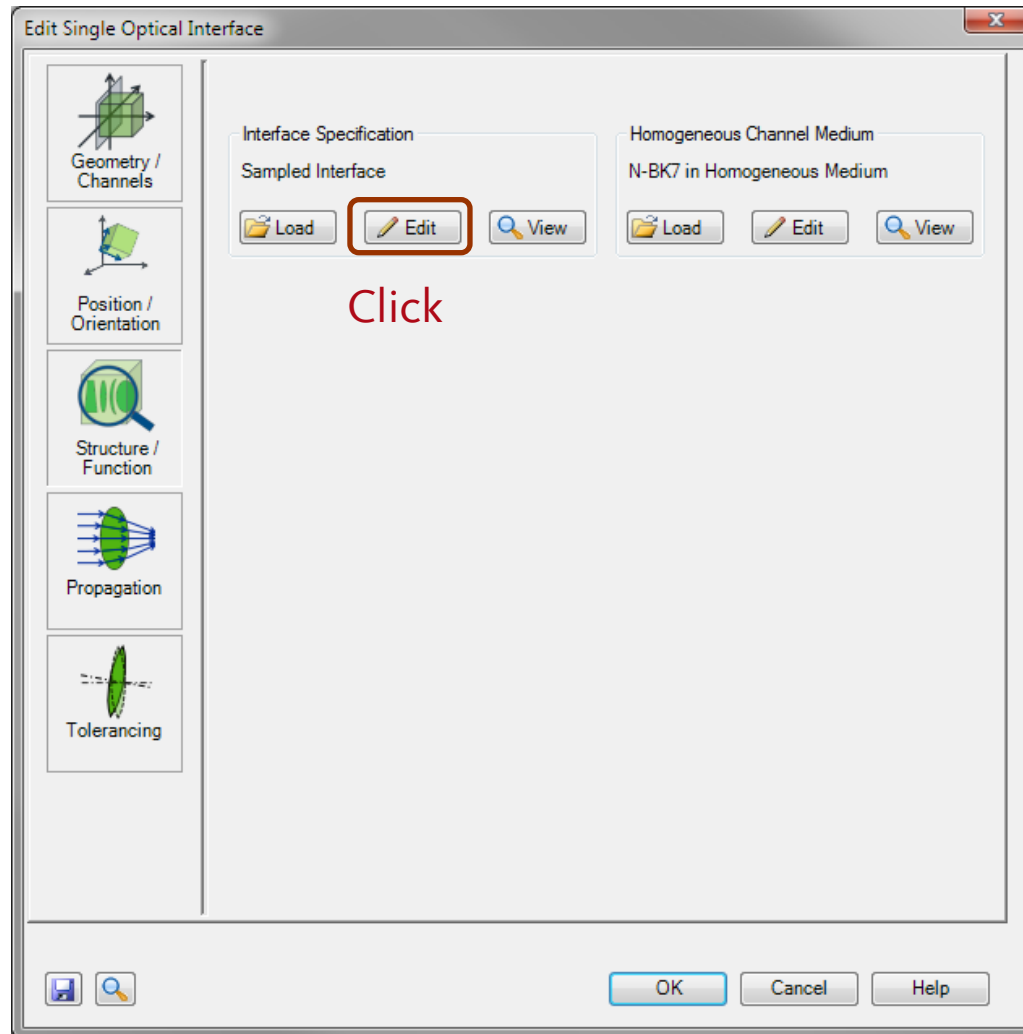 Edit Single Optical Interface
Geometry /
Channels
Position /
Orientation
Structure /
Function
Propagation
Tolerancing
Interface Specification
Sampled Interface
Load Edit View
Click
Homogeneous Channel Medium
N-BK7 in Homogeneous Medium
Load Edit View
OK Cancel Help